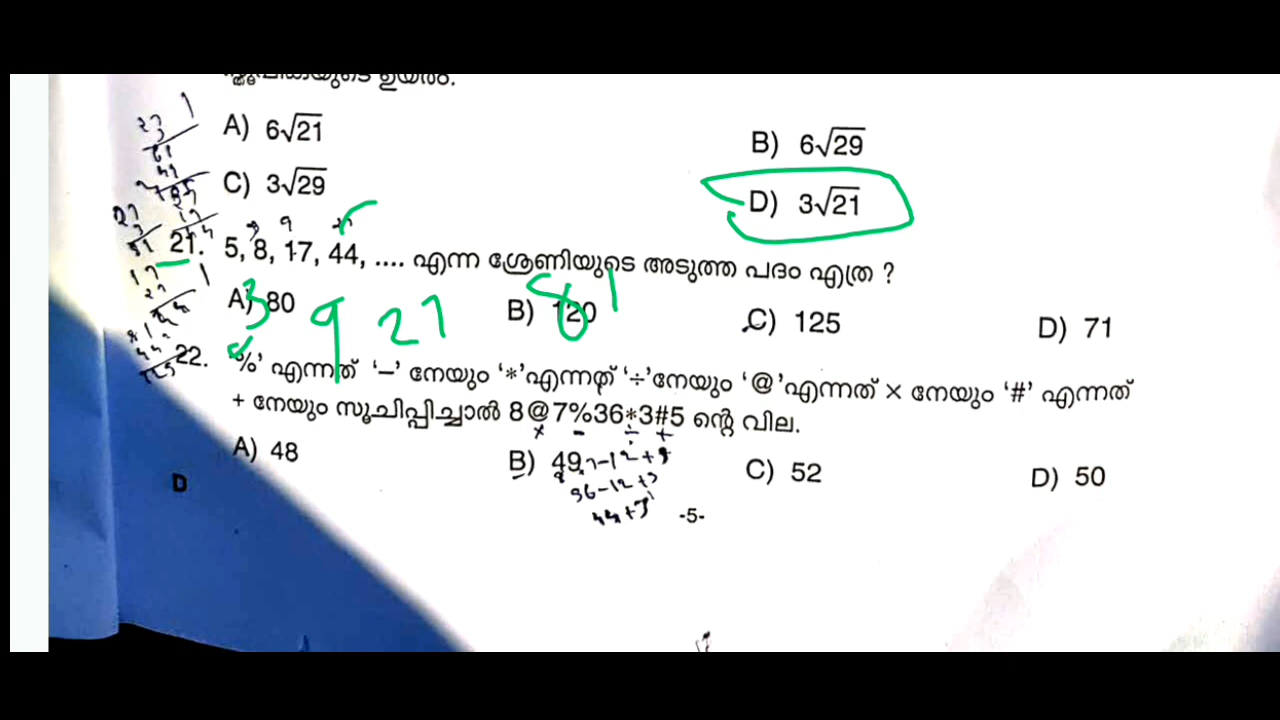 ഉയരം.
A) 6√21
B) 6√29
C) 3√29
D) 3√21
21. 5, 8, 17, 44, .... എന്ന ശ്രേണിയുടെ അടുത്ത പദം എത്ര ?
A) 80
B) 120
C) 125
D) 71
3 9 27 81
22. '%' എന്നത് '–' നേയും '*'എന്നത് '÷'നേയും '@'എന്നത് × നേയും '#' എന്നത്
+ നേയും സൂചിപ്പിച്ചാൽ 8@7%36*3#5 ന്റെ വില.
× - ÷ +
A) 48
B) 49
C) 52
D) 50
D
-5-